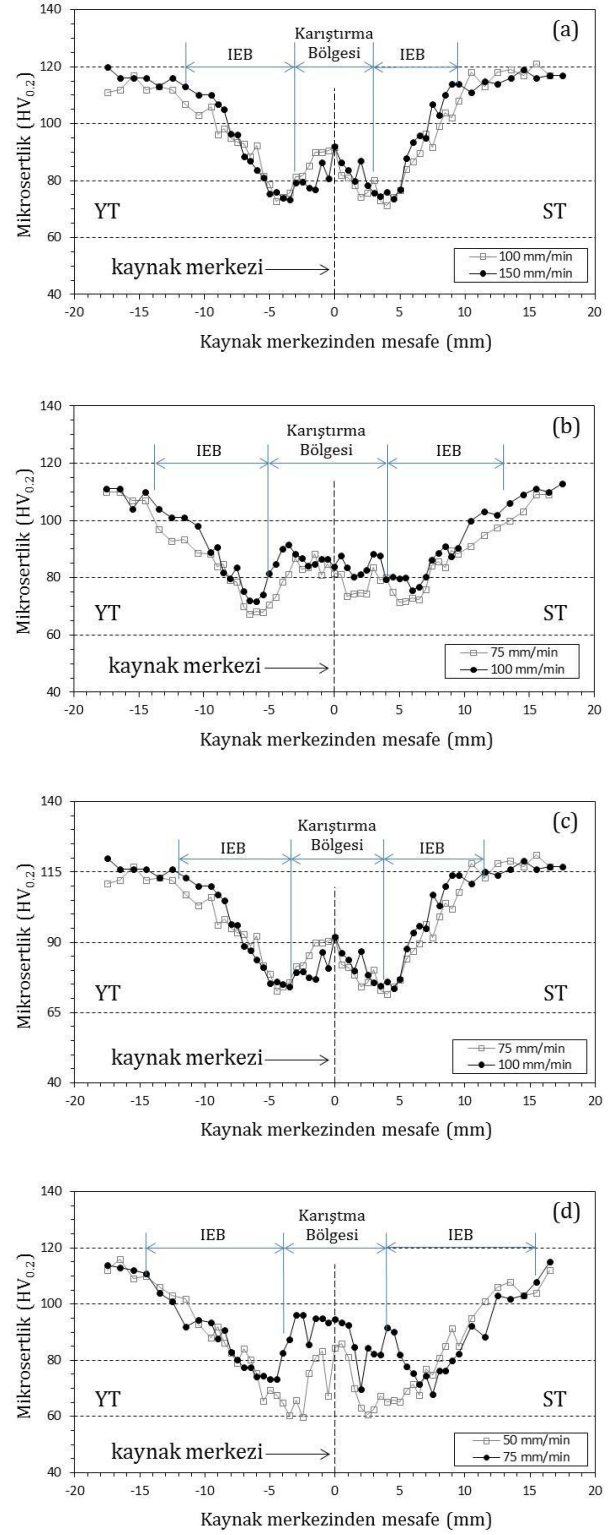 (a)
Karıştırma
Bölgesi
IEB
IEB
140
120
100
80
60
40
Mikrosertlik (HV0.2)
YT
ST
kaynak merkezi
100 mm/min
150 mm/min
-20 -15 -10 -5 0 5 10 15 20
Kaynak merkezinden mesafe (mm)
(b)
Karıştırma
Bölgesi
IEB
IEB
140
120
100
80
60
40
Mikrosertlik (HV0.2)
YT
ST
kaynak merkezi
75 mm/min
100 mm/min
-20 -15 -10 -5 0 5 10 15 20
Kaynak merkezinden mesafe (mm)
(c)
Karıştırma
Bölgesi
IEB
IEB
140
115
90
65
40
Mikrosertlik (HV0.2)
YT
ST
kaynak merkezi
75 mm/min
100 mm/min
-20 -15 -10 -5 0 5 10 15 20
Kaynak merkezinden mesafe (mm)
(d)
Karıştma
Bölgesi
IEB
IEB
140
120
100
80
60
40
Mikrosertlik (HV0.2)
YT
ST
kaynak merkezi
50 mm/min
75 mm/min
-20 -15 -10 -5 0 5 10 15 20
Kaynak merkezinden mesafe (mm)